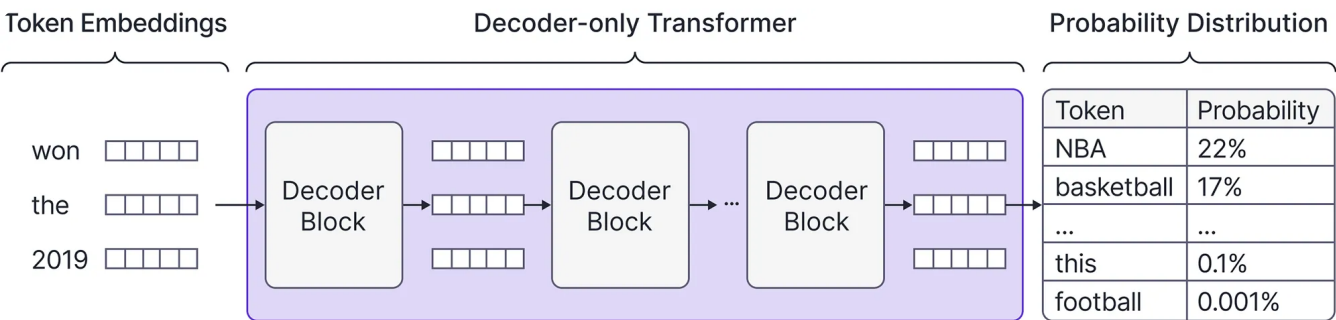 Token Embeddings
Decoder-only Transformer
Probability Distribution
won
the
2019
Decoder
Block
Decoder
Block
...
Decoder
Block
Token Probability
NBA 22%
basketball 17%
... ...
this 0.1%
football 0.001%